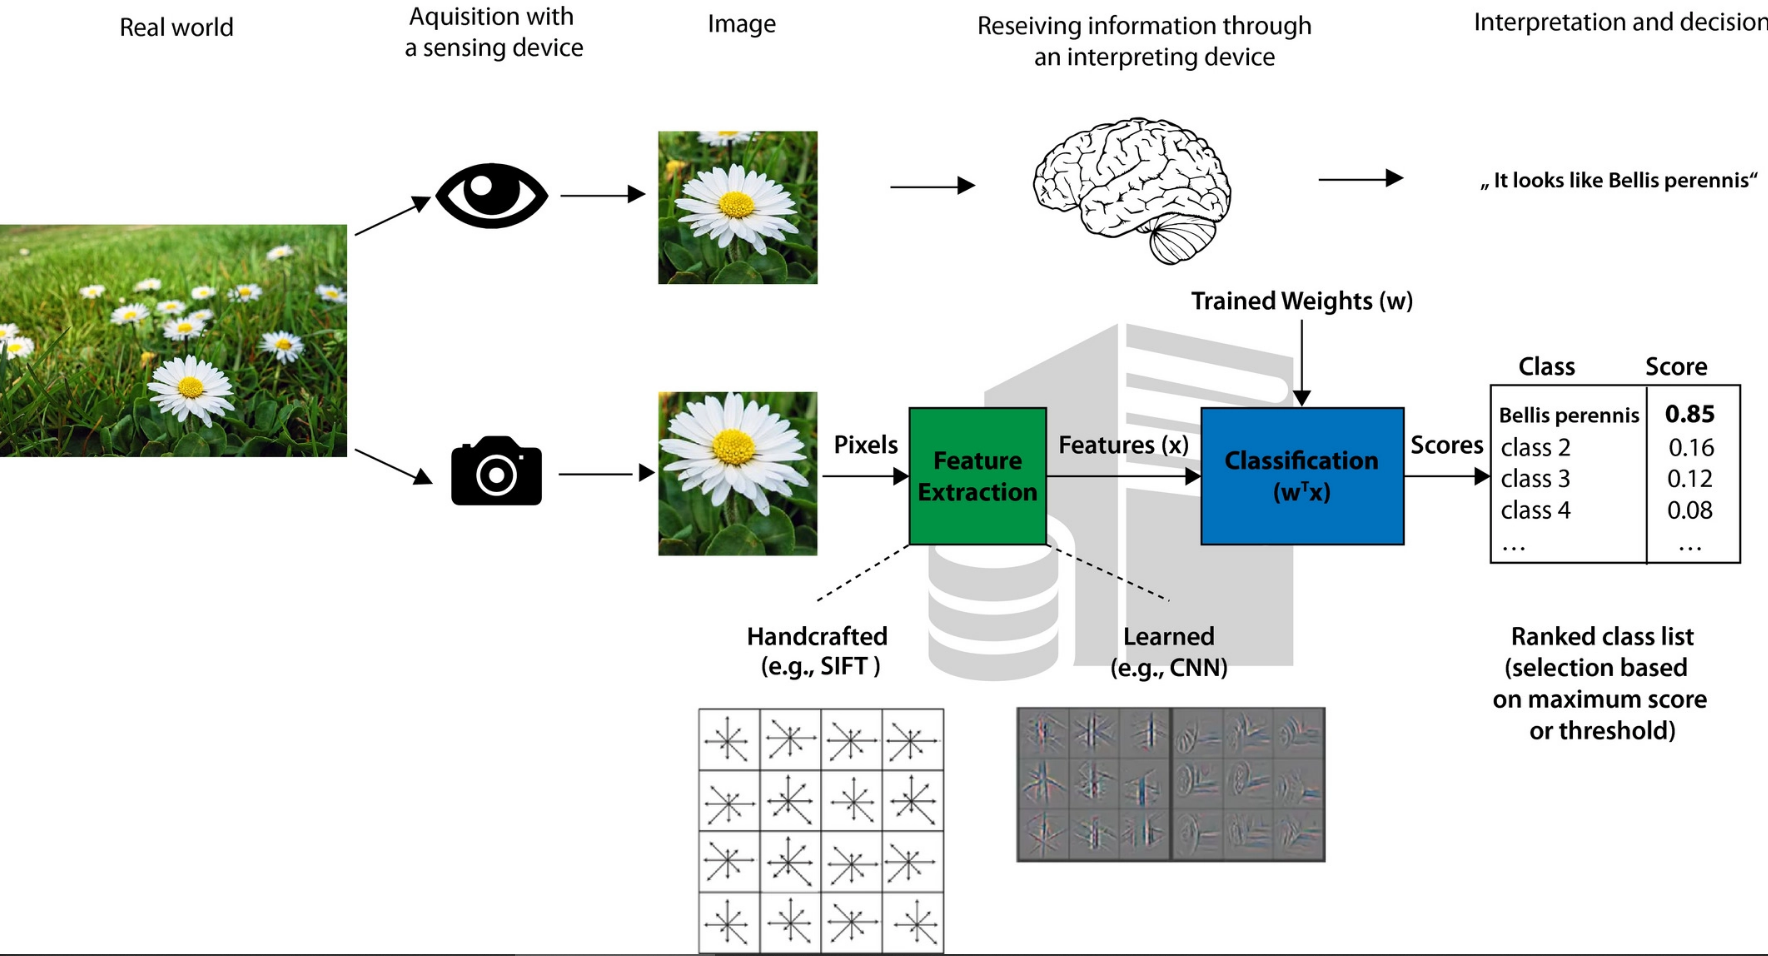 Real world
Aquisition with
a sensing device
Image
Reseiving information through
an interpreting device
Interpretation and decision
„ It looks like Bellis perennis“
Trained Weights (w)
Pixels
Feature
Extraction
Features (x)
Classification
(wᵀx)
Scores
Class Score
Bellis perennis 0.85
class 2 0.16
class 3 0.12
class 4 0.08
... ...
Handcrafted
(e.g., SIFT )
Learned
(e.g., CNN)
Ranked class list
(selection based
on maximum score
or threshold)